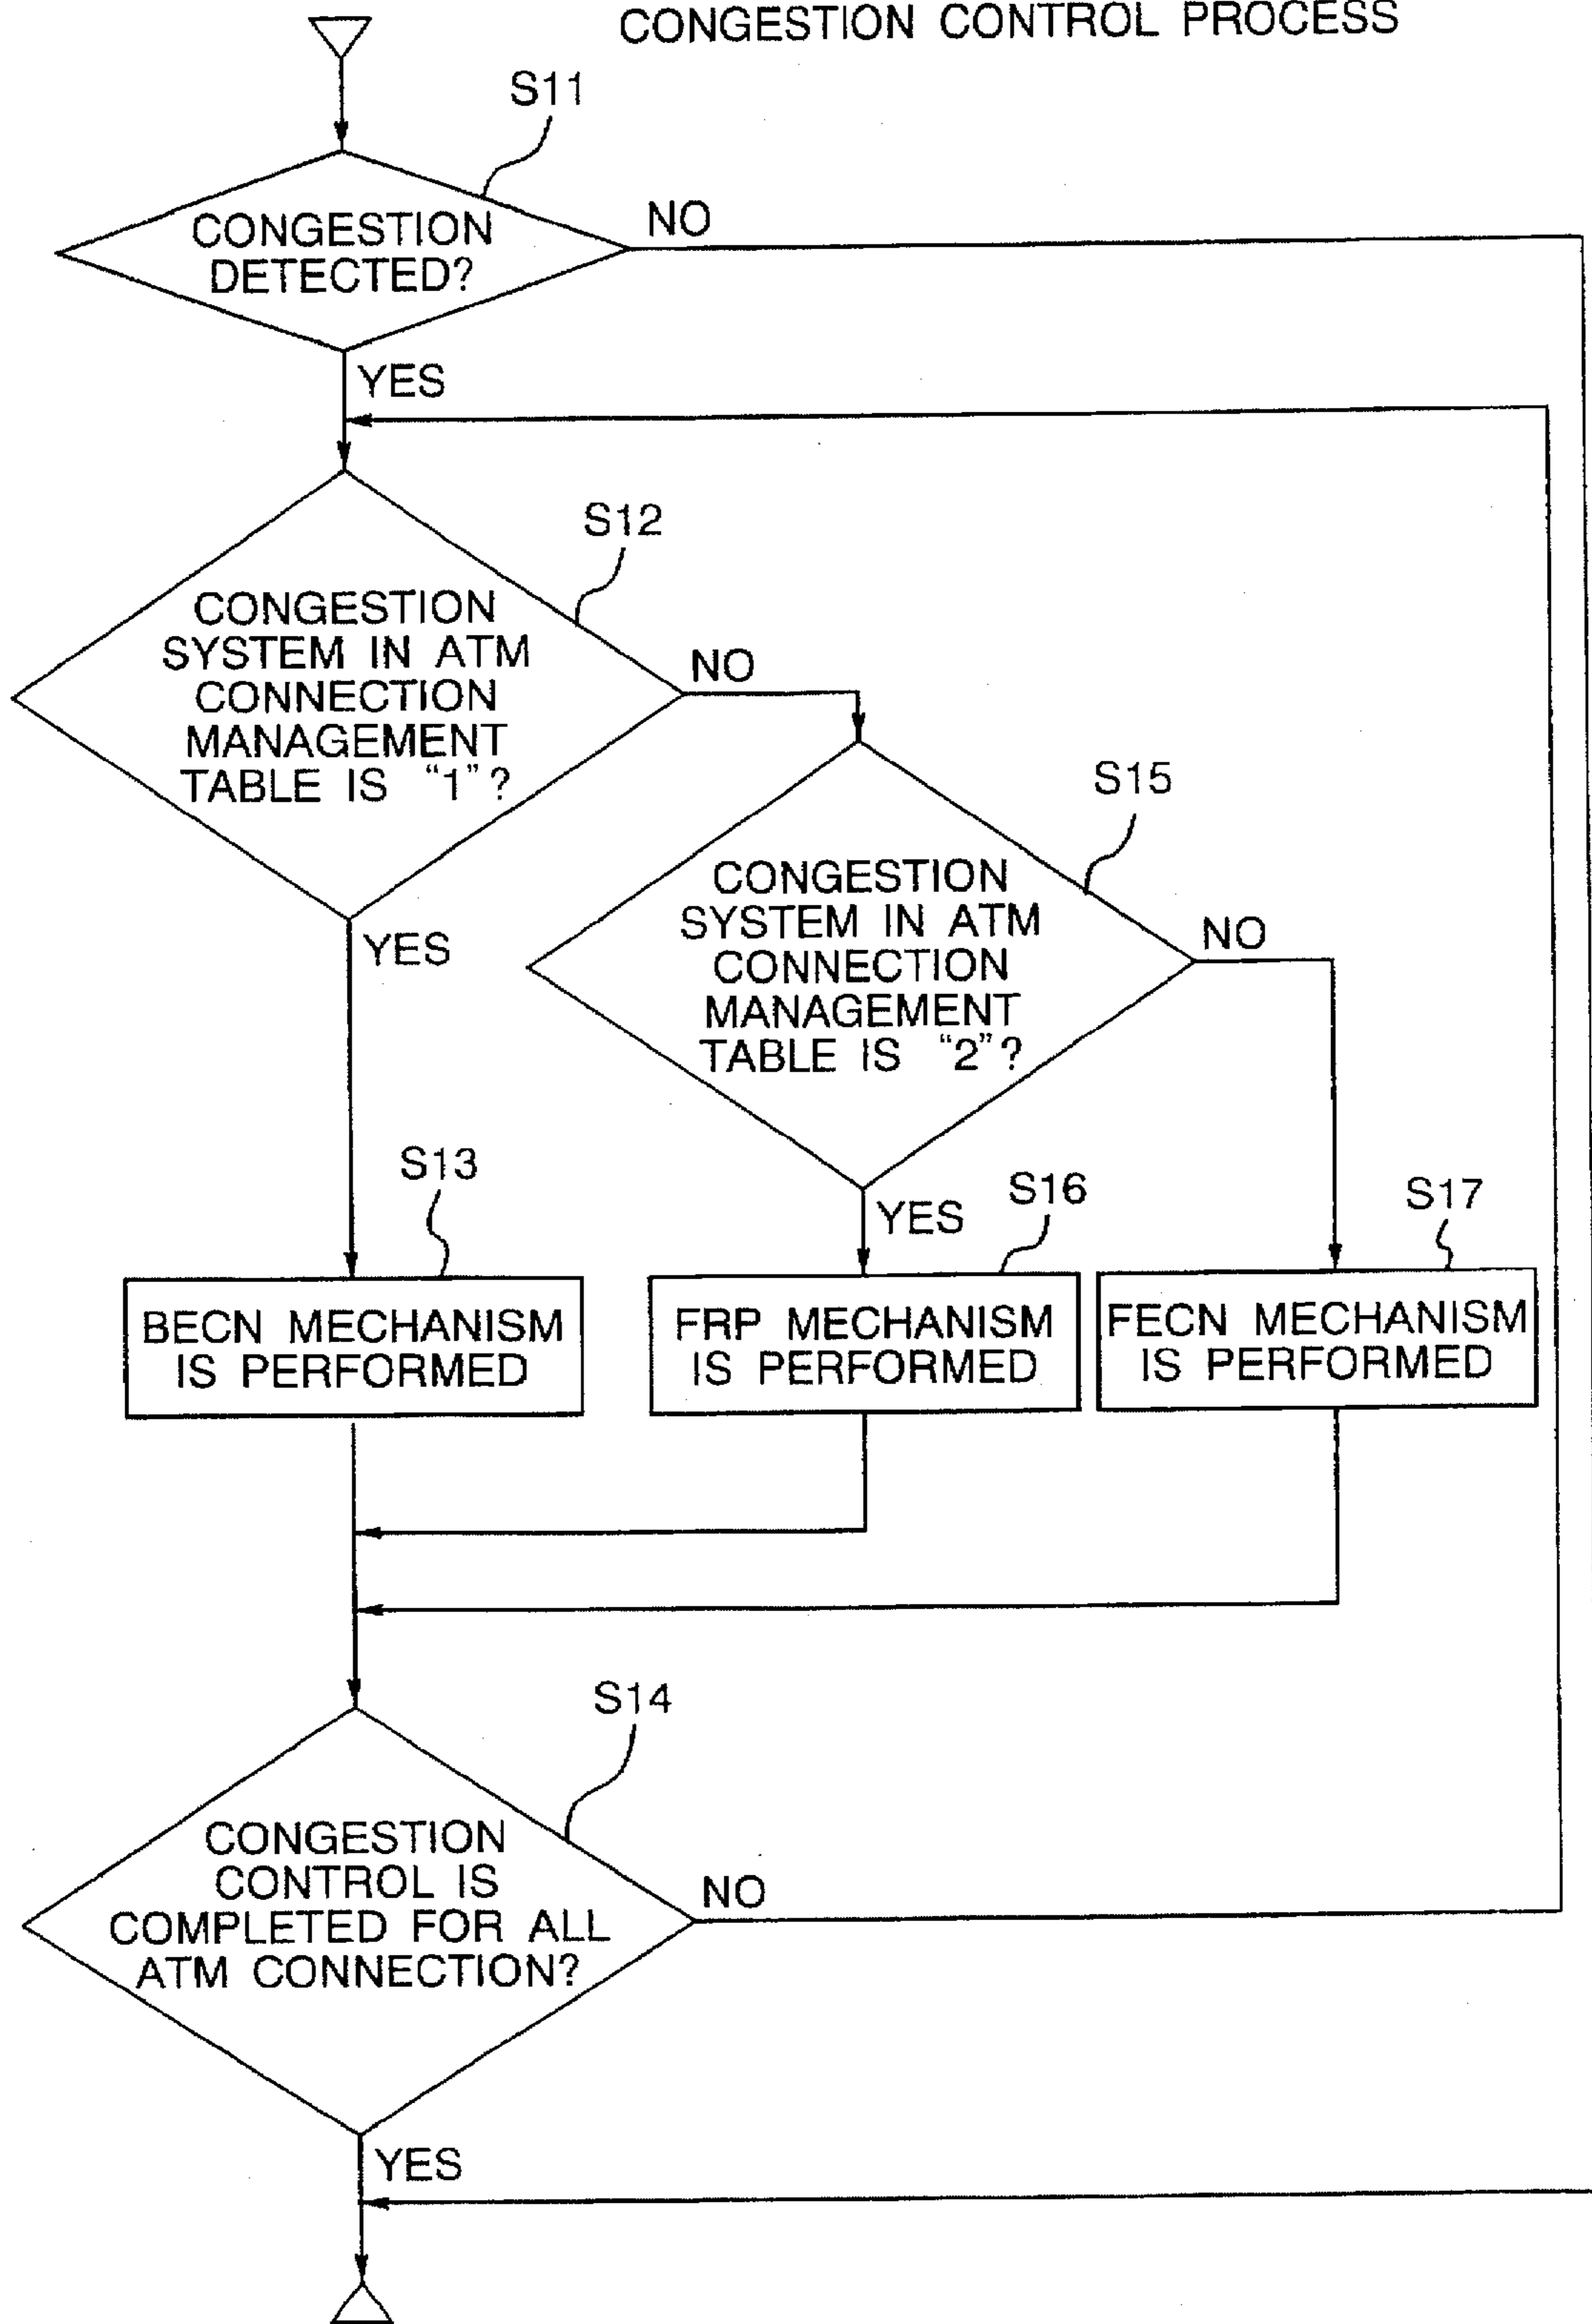 CONGESTION CONTROL PROCESS
S11
CONGESTION
DETECTED?
NO
YES
S12
CONGESTION
SYSTEM IN ATM
CONNECTION
MANAGEMENT
TABLE IS “1”?
NO
YES
S15
CONGESTION
SYSTEM IN ATM
CONNECTION
MANAGEMENT
TABLE IS “2”?
NO
YES
S13
BECN MECHANISM
IS PERFORMED
S16
FRP MECHANISM
IS PERFORMED
S17
FECN MECHANISM
IS PERFORMED
S14
CONGESTION
CONTROL IS
COMPLETED FOR ALL
ATM CONNECTION?
NO
YES